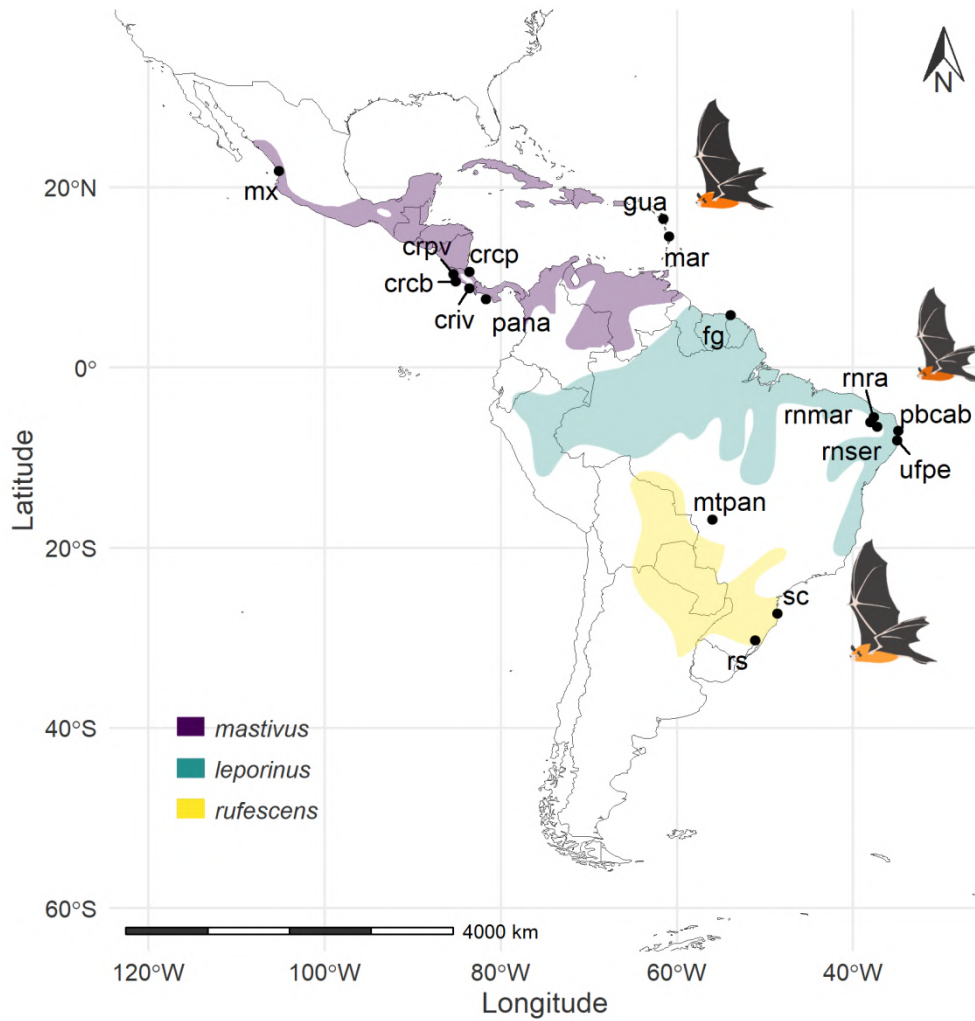 N
20°N
mx
gua
mar
crpv
crcp
crcb
criv
pana
fg
0°
rnra
rnmar
pbcab
rnser
ufpe
mtpan
20°S
sc
rs
mastivus
leporinus
rufescens
40°S
60°S
4000 km
120°W
100°W
80°W
60°W
40°W
Longitude
Latitude